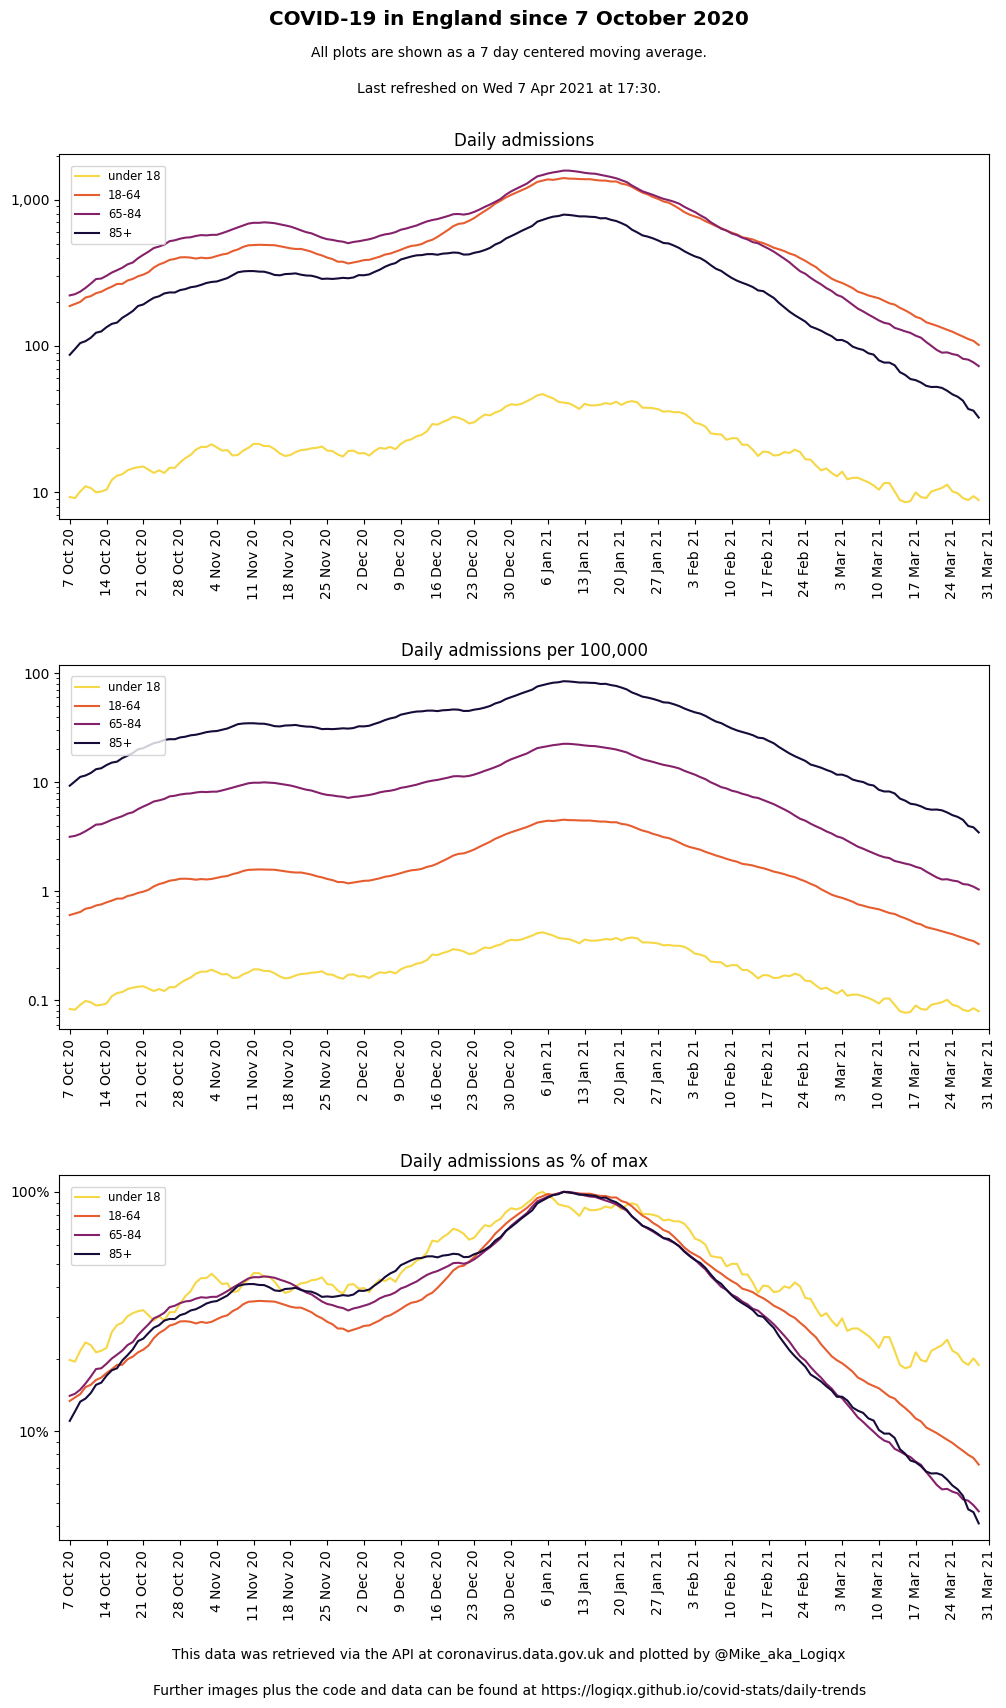 COVID-19 in England since 7 October 2020
All plots are shown as a 7 day centered moving average.
Last refreshed on Wed 7 Apr 2021 at 17:30.
Daily admissions
under 18
18-64
65-84
85+
1,000
100
10
7 Oct 20
14 Oct 20
21 Oct 20
28 Oct 20
4 Nov 20
11 Nov 20
18 Nov 20
25 Nov 20
2 Dec 20
9 Dec 20
16 Dec 20
23 Dec 20
30 Dec 20
6 Jan 21
13 Jan 21
20 Jan 21
27 Jan 21
3 Feb 21
10 Feb 21
17 Feb 21
24 Feb 21
3 Mar 21
10 Mar 21
17 Mar 21
24 Mar 21
31 Mar 21
Daily admissions per 100,000
under 18
18-64
65-84
85+
100
10
1
0.1
7 Oct 20
14 Oct 20
21 Oct 20
28 Oct 20
4 Nov 20
11 Nov 20
18 Nov 20
25 Nov 20
2 Dec 20
9 Dec 20
16 Dec 20
23 Dec 20
30 Dec 20
6 Jan 21
13 Jan 21
20 Jan 21
27 Jan 21
3 Feb 21
10 Feb 21
17 Feb 21
24 Feb 21
3 Mar 21
10 Mar 21
17 Mar 21
24 Mar 21
31 Mar 21
Daily admissions as % of max
under 18
18-64
65-84
85+
100%
10%
7 Oct 20
14 Oct 20
21 Oct 20
28 Oct 20
4 Nov 20
11 Nov 20
18 Nov 20
25 Nov 20
2 Dec 20
9 Dec 20
16 Dec 20
23 Dec 20
30 Dec 20
6 Jan 21
13 Jan 21
20 Jan 21
27 Jan 21
3 Feb 21
10 Feb 21
17 Feb 21
24 Feb 21
3 Mar 21
10 Mar 21
17 Mar 21
24 Mar 21
31 Mar 21
This data was retrieved via the API at coronavirus.data.gov.uk and plotted by @Mike_aka_Logiqx
Further images plus the code and data can be found at https://logiqx.github.io/covid-stats/daily-trends